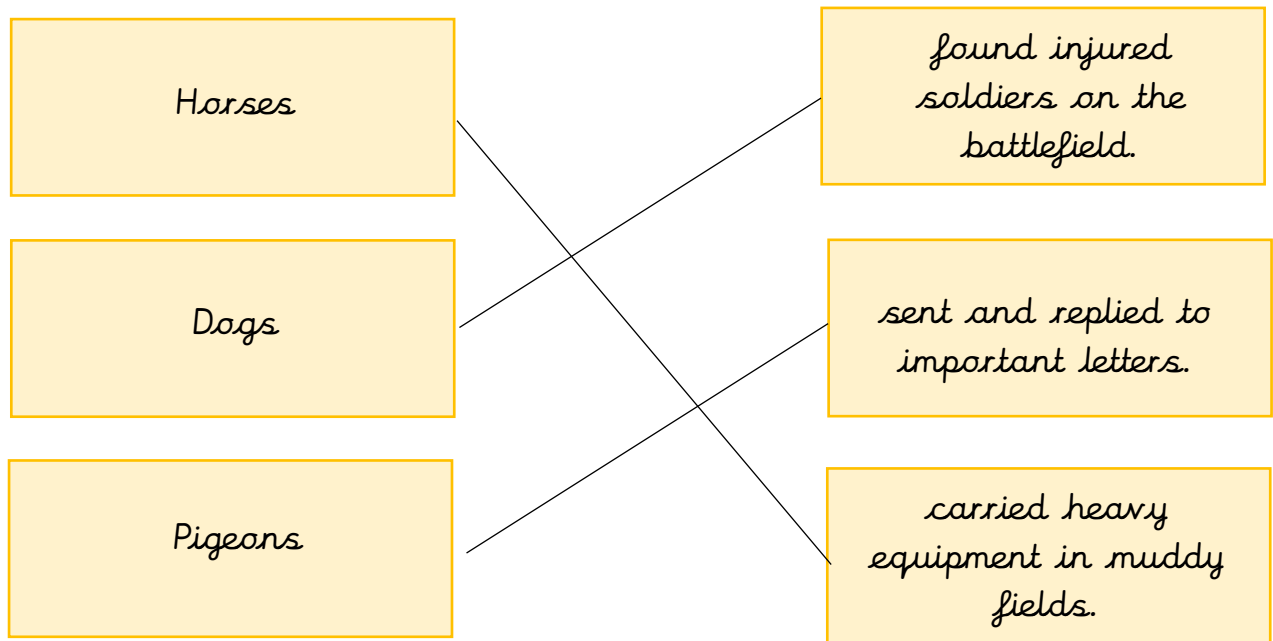 Horses
found injured
soldiers on the
battlefield.
Dogs
sent and replied to
important letters.
Pigeons
carried heavy
equipment in muddy
fields.